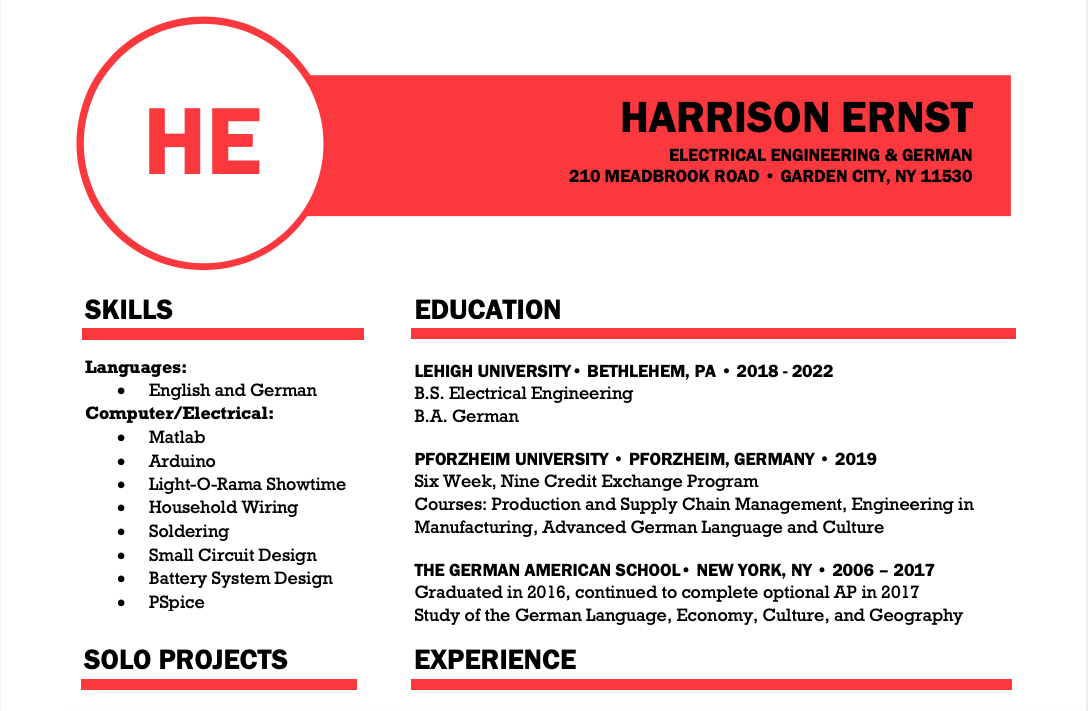 HE
HARRISON ERNST
ELECTRICAL ENGINEERING & GERMAN
210 MEADBROOK ROAD • GARDEN CITY, NY 11530
SKILLS
Languages:
• English and German
Computer/Electrical:
• Matlab
• Arduino
• Light-O-Rama Showtime
• Household Wiring
• Soldering
• Small Circuit Design
• Battery System Design
• PSpice
SOLO PROJECTS
EDUCATION
LEHIGH UNIVERSITY• BETHLEHEM, PA • 2018 - 2022
B.S. Electrical Engineering
B.A. German
PFORZHEIM UNIVERSITY • PFORZHEIM, GERMANY • 2019
Six Week, Nine Credit Exchange Program
Courses: Production and Supply Chain Management, Engineering in
Manufacturing, Advanced German Language and Culture
THE GERMAN AMERICAN SCHOOL• NEW YORK, NY • 2006 – 2017
Graduated in 2016, continued to complete optional AP in 2017
Study of the German Language, Economy, Culture, and Geography
EXPERIENCE